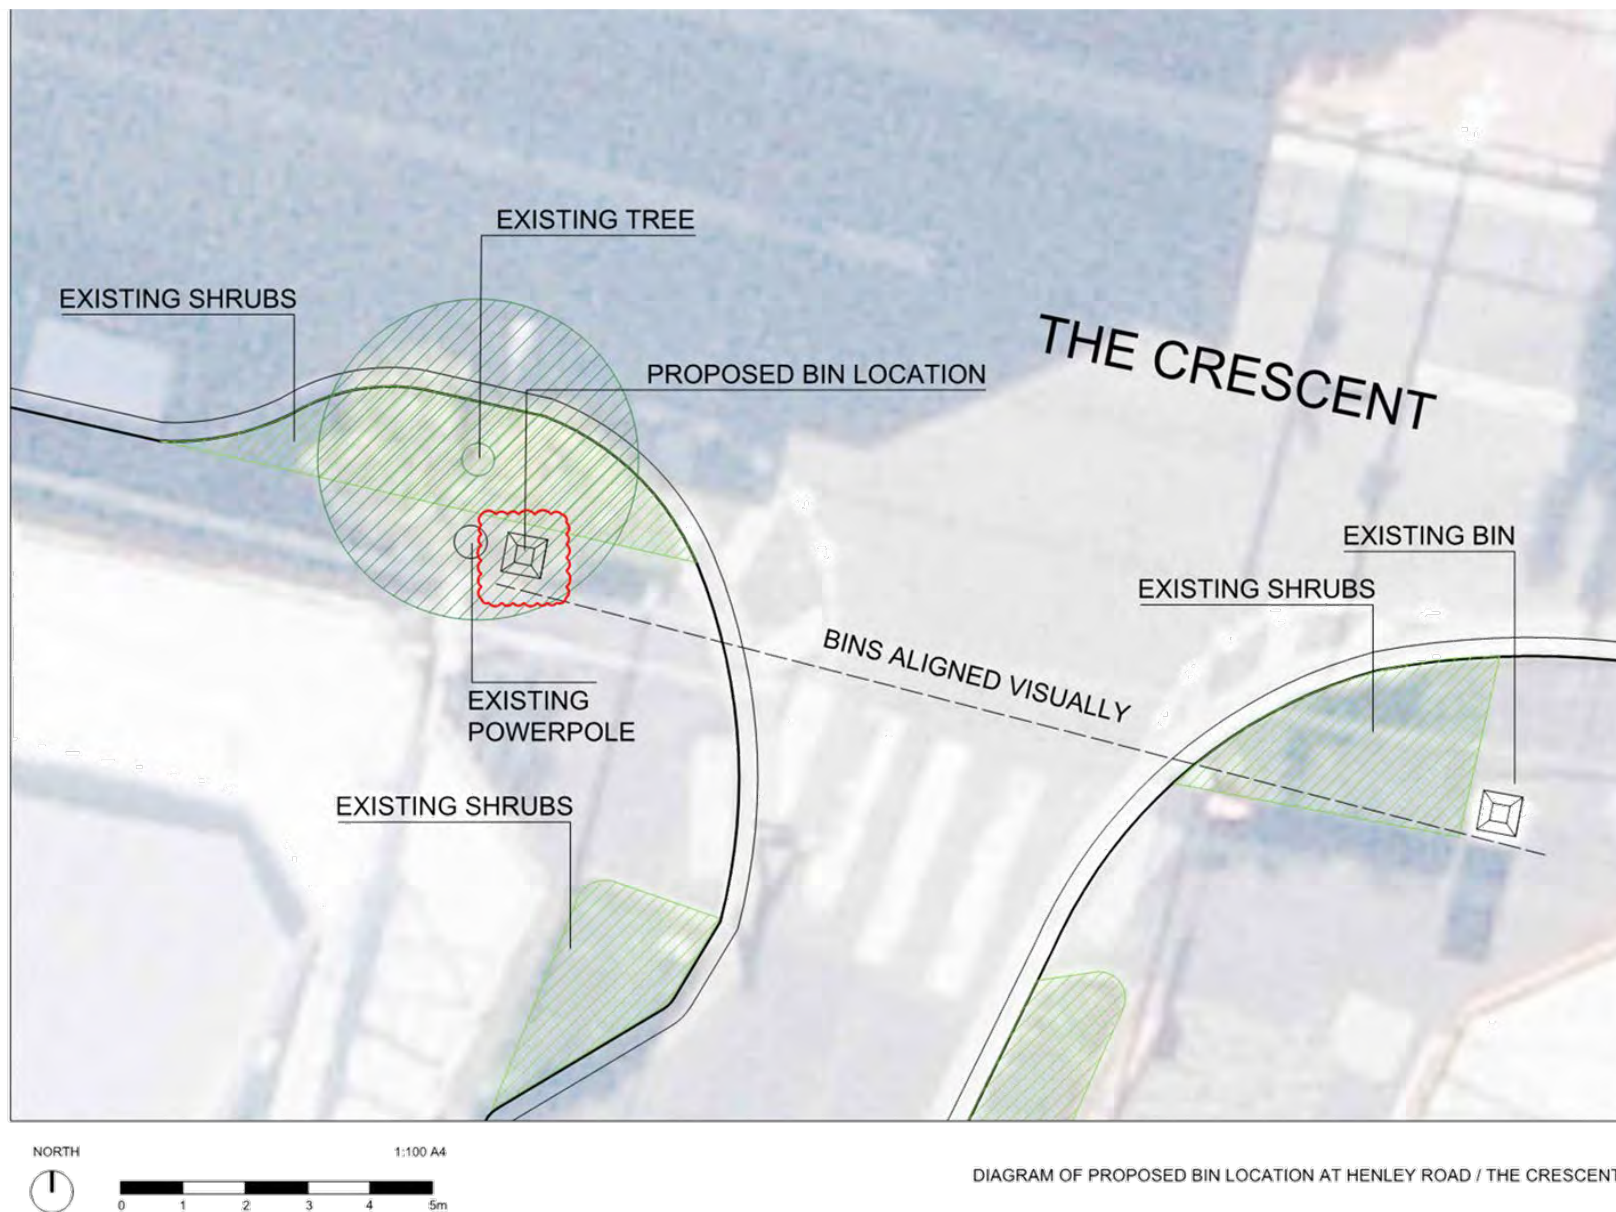 EXISTING TREE
EXISTING SHRUBS
PROPOSED BIN LOCATION
THE CRESCENT
EXISTING BIN
EXISTING SHRUBS
BINS ALIGNED VISUALLY
EXISTING
POWERPOLE
EXISTING SHRUBS
NORTH
1:100 A4
0 1 2 3 4 5m
DIAGRAM OF PROPOSED BIN LOCATION AT HENLEY ROAD / THE CRESCENT